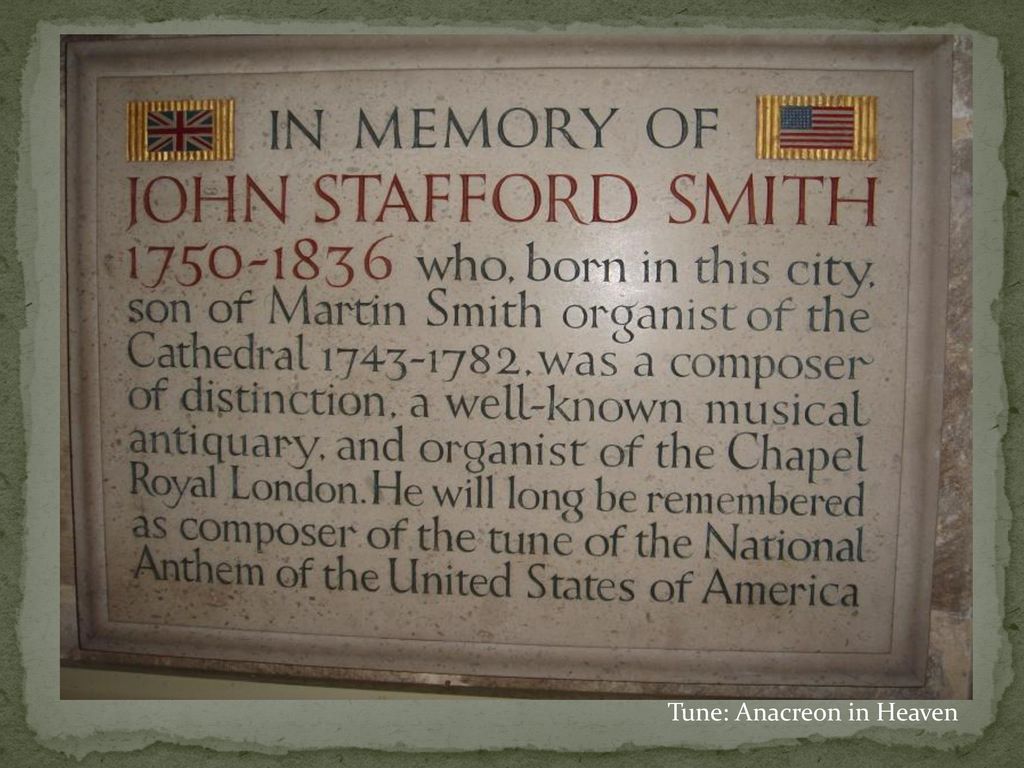 IN MEMORY OF
JOHN STAFFORD SMITH
1750-1836 who, born in this city,
son of Martin Smith organist of the
Cathedral 1743-1782, was a composer
of distinction, a well-known musical
antiquary, and organist of the Chapel
Royal London. He will long be remembered
as composer of the tune of the National
Anthem of the United States of America
Tune: Anacreon in Heaven